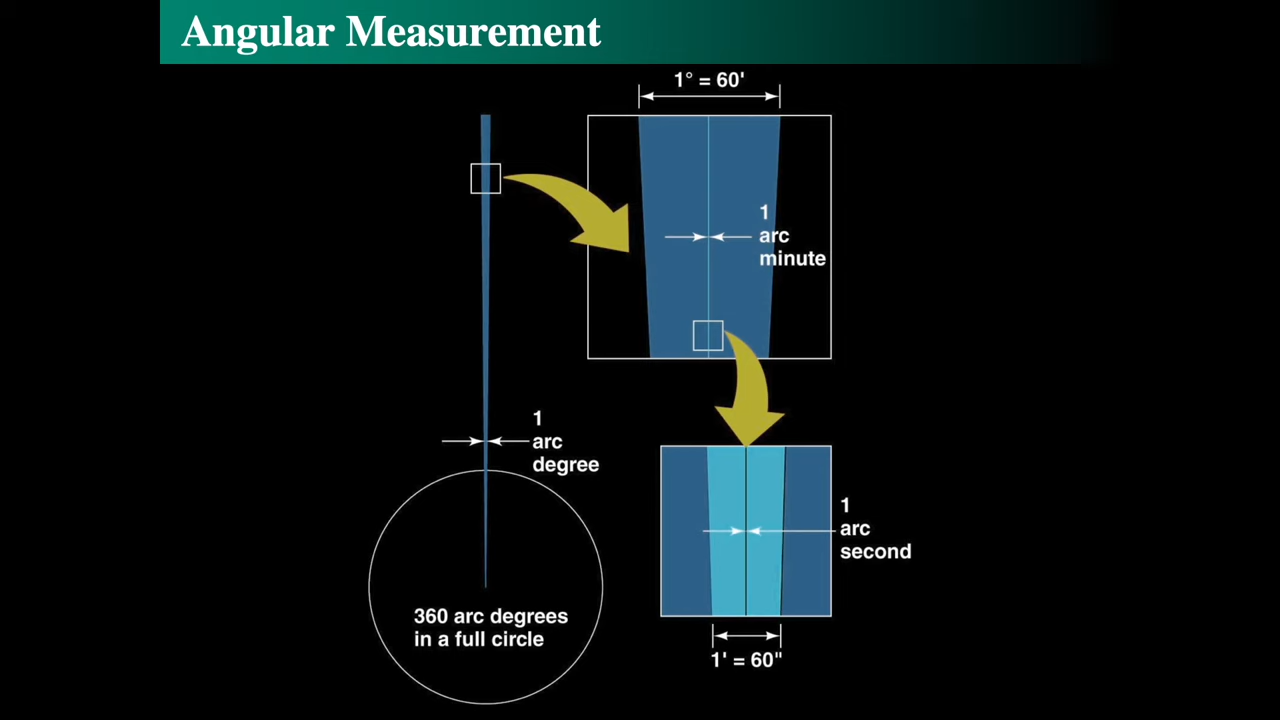 Angular Measurement
1° = 60'
1
arc
minute
1
arc
degree
1
arc
second
360 arc degrees
in a full circle
1' = 60"